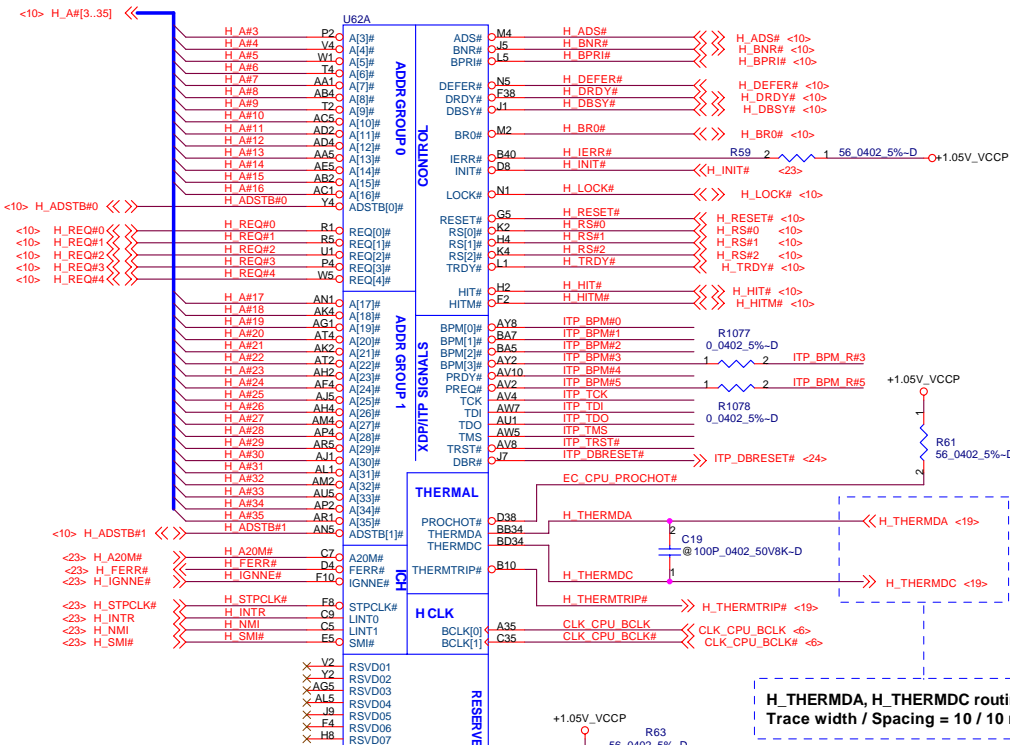 <10> H_A#[3..35]
U62A
H_A#3 P2 A[3]#
H_A#4 V4 A[4]#
H_A#5 W1 A[5]#
H_A#6 T4 A[6]#
H_A#7 AA1 A[7]#
H_A#8 AB4 A[8]#
H_A#9 T2 A[9]#
H_A#10 AC5 A[10]#
H_A#11 AD2 A[11]#
H_A#12 AD4 A[12]#
H_A#13 AA5 A[13]#
H_A#14 AE5 A[14]#
H_A#15 AB2 A[15]#
H_A#16 AC1 A[16]#
<10> H_ADSTB#0 H_ADSTB#0 Y4 ADSTB[0]#
<10> H_REQ#0 H_REQ#0 R1 REQ[0]#
<10> H_REQ#1 H_REQ#1 R5 REQ[1]#
<10> H_REQ#2 H_REQ#2 U1 REQ[2]#
<10> H_REQ#3 H_REQ#3 P4 REQ[3]#
<10> H_REQ#4 H_REQ#4 W5 REQ[4]#
H_A#17 AN1 A[17]#
H_A#18 AK4 A[18]#
H_A#19 AG1 A[19]#
H_A#20 AT4 A[20]#
H_A#21 AK2 A[21]#
H_A#22 AT2 A[22]#
H_A#23 AH2 A[23]#
H_A#24 AF4 A[24]#
H_A#25 AJ5 A[25]#
H_A#26 AH4 A[26]#
H_A#27 AM4 A[27]#
H_A#28 AP4 A[28]#
H_A#29 AR5 A[29]#
H_A#30 AJ1 A[30]#
H_A#31 AL1 A[31]#
H_A#32 AM2 A[32]#
H_A#33 AU5 A[33]#
H_A#34 AP2 A[34]#
H_A#35 AR1 A[35]#
<10> H_ADSTB#1 H_ADSTB#1 AN5 ADSTB[1]#
<23> H_A20M# H_A20M# C7 A20M#
<23> H_FERR# H_FERR# D4 FERR#
<23> H_IGNNE# H_IGNNE# F10 IGNNE#
<23> H_STPCLK# H_STPCLK# F8 STPCLK#
<23> H_INTR H_INTR C9 LINT0
<23> H_NMI H_NMI C5 LINT1
<23> H_SMI# H_SMI# E5 SMI#
V2 RSVD01
Y2 RSVD02
AG5 RSVD03
AL5 RSVD04
J9 RSVD05
F4 RSVD06
H8 RSVD07
ADDR GROUP 0
ADDR GROUP 1
ICH
CONTROL
XDP/ITP SIGNALS
THERMAL
H CLK
RESERVE
ADS# M4 H_ADS# H_ADS# <10>
BNR# J5 H_BNR# H_BNR# <10>
BPRI# L5 H_BPRI# H_BPRI# <10>
DEFER# N5 H_DEFER# H_DEFER# <10>
DRDY# F38 H_DRDY# H_DRDY# <10>
DBSY# J1 H_DBSY# H_DBSY# <10>
BR0# M2 H_BR0# H_BR0# <10>
IERR# B40 H_IERR# R59 2 1 56_0402_5%~D +1.05V_VCCP
INIT# D8 H_INIT# H_INIT# <23>
LOCK# N1 H_LOCK# H_LOCK# <10>
RESET# G5 H_RESET# H_RESET# <10>
RS[0]# K2 H_RS#0 H_RS#0 <10>
RS[1]# H4 H_RS#1 H_RS#1 <10>
RS[2]# K4 H_RS#2 H_RS#2 <10>
TRDY# L1 H_TRDY# H_TRDY# <10>
HIT# H2 H_HIT# H_HIT# <10>
HITM# F2 H_HITM# H_HITM# <10>
BPM[0]# AY8 ITP_BPM#0
BPM[1]# BA7 ITP_BPM#1
BPM[2]# BA5 ITP_BPM#2
R1077
0_0402_5%~D
BPM[3]# AY2 ITP_BPM#3 1 2 ITP_BPM_R#3
PRDY# AV10 ITP_BPM#4
PREQ# AV2 ITP_BPM#5 1 2 ITP_BPM_R#5
R1078
0_0402_5%~D
TCK AV4 ITP_TCK
TDI AW7 ITP_TDI
TDO AU1 ITP_TDO
TMS AW5 ITP_TMS
TRST# AV8 ITP_TRST#
DBR# J7 ITP_DBRESET# ITP_DBRESET# <24>
+1.05V_VCCP
1
R61
56_0402_5%~D
2
EC_CPU_PROCHOT#
PROCHOT# D38
THERMDA BB34 H_THERMDA H_THERMDA <19>
THERMDC BD34 H_THERMDC H_THERMDC <19>
2
C19
@100P_0402_50V8K~D
1
THERMTRIP# B10 H_THERMTRIP# H_THERMTRIP# <19>
BCLK[0] A35 CLK_CPU_BCLK CLK_CPU_BCLK <6>
BCLK[1] C35 CLK_CPU_BCLK# CLK_CPU_BCLK# <6>
H_THERMDA, H_THERMDC routi
Trace width / Spacing = 10 / 10
+1.05V_VCCP
R63